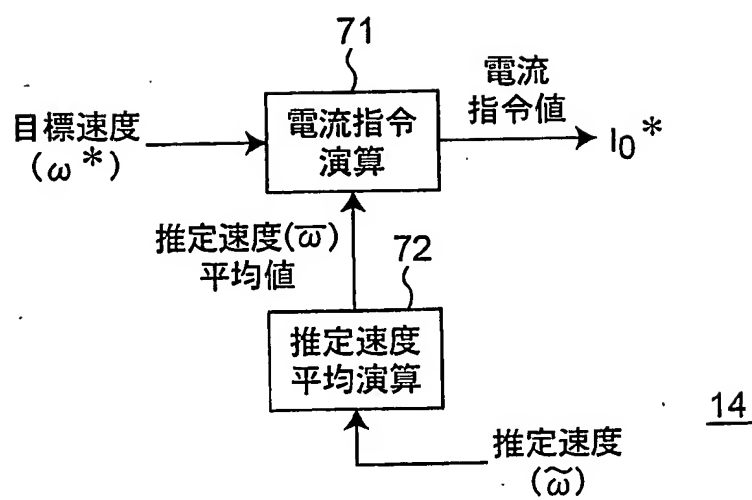 71
電流
指令値
目標速度
(ω*)
電流指令
演算
I₀*
推定速度(ω̅)
平均値
72
推定速度
平均演算
14
推定速度
(ω̃)